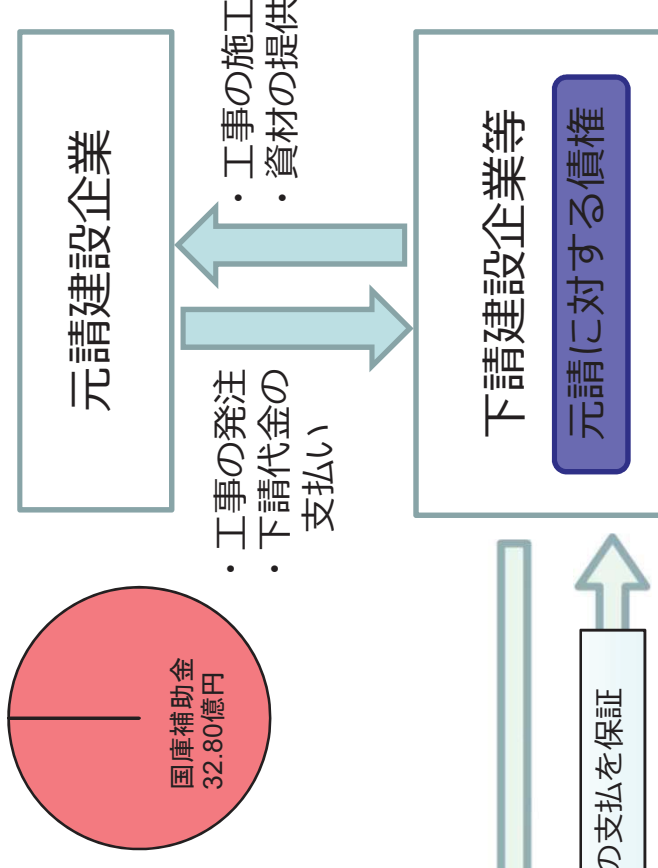 元請建設企業
・工事の施工
・資材の提供
・工事の発注
・下請代金の
支払い
下請建設企業等
元請に対する債権
国庫補助金
32.80億円
の支払を保証